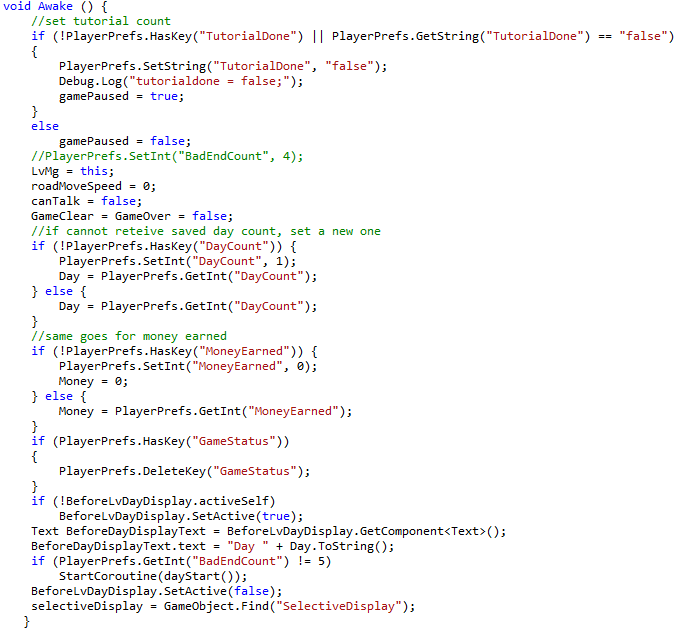 void Awake () {
//set tutorial count
if (!PlayerPrefs.HasKey("TutorialDone") || PlayerPrefs.GetString("TutorialDone") == "false")
{
PlayerPrefs.SetString("TutorialDone", "false");
Debug.Log("tutorialdone = false;");
gamePaused = true;
}
else
gamePaused = false;
//PlayerPrefs.SetInt("BadEndCount", 4);
LvMg = this;
roadMoveSpeed = 0;
canTalk = false;
GameClear = GameOver = false;
//if cannot reteive saved day count, set a new one
if (!PlayerPrefs.HasKey("DayCount")) {
PlayerPrefs.SetInt("DayCount", 1);
Day = PlayerPrefs.GetInt("DayCount");
} else {
Day = PlayerPrefs.GetInt("DayCount");
}
//same goes for money earned
if (!PlayerPrefs.HasKey("MoneyEarned")) {
PlayerPrefs.SetInt("MoneyEarned", 0);
Money = 0;
} else {
Money = PlayerPrefs.GetInt("MoneyEarned");
}
if (PlayerPrefs.HasKey("GameStatus"))
{
PlayerPrefs.DeleteKey("GameStatus");
}
if (!BeforeLvDayDisplay.activeSelf)
BeforeLvDayDisplay.SetActive(true);
Text BeforeDayDisplayText = BeforeLvDayDisplay.GetComponent<Text>();
BeforeDayDisplayText.text = "Day " + Day.ToString();
if (PlayerPrefs.GetInt("BadEndCount") != 5)
StartCoroutine(dayStart());
BeforeLvDayDisplay.SetActive(false);
selectiveDisplay = GameObject.Find("SelectiveDisplay");
}